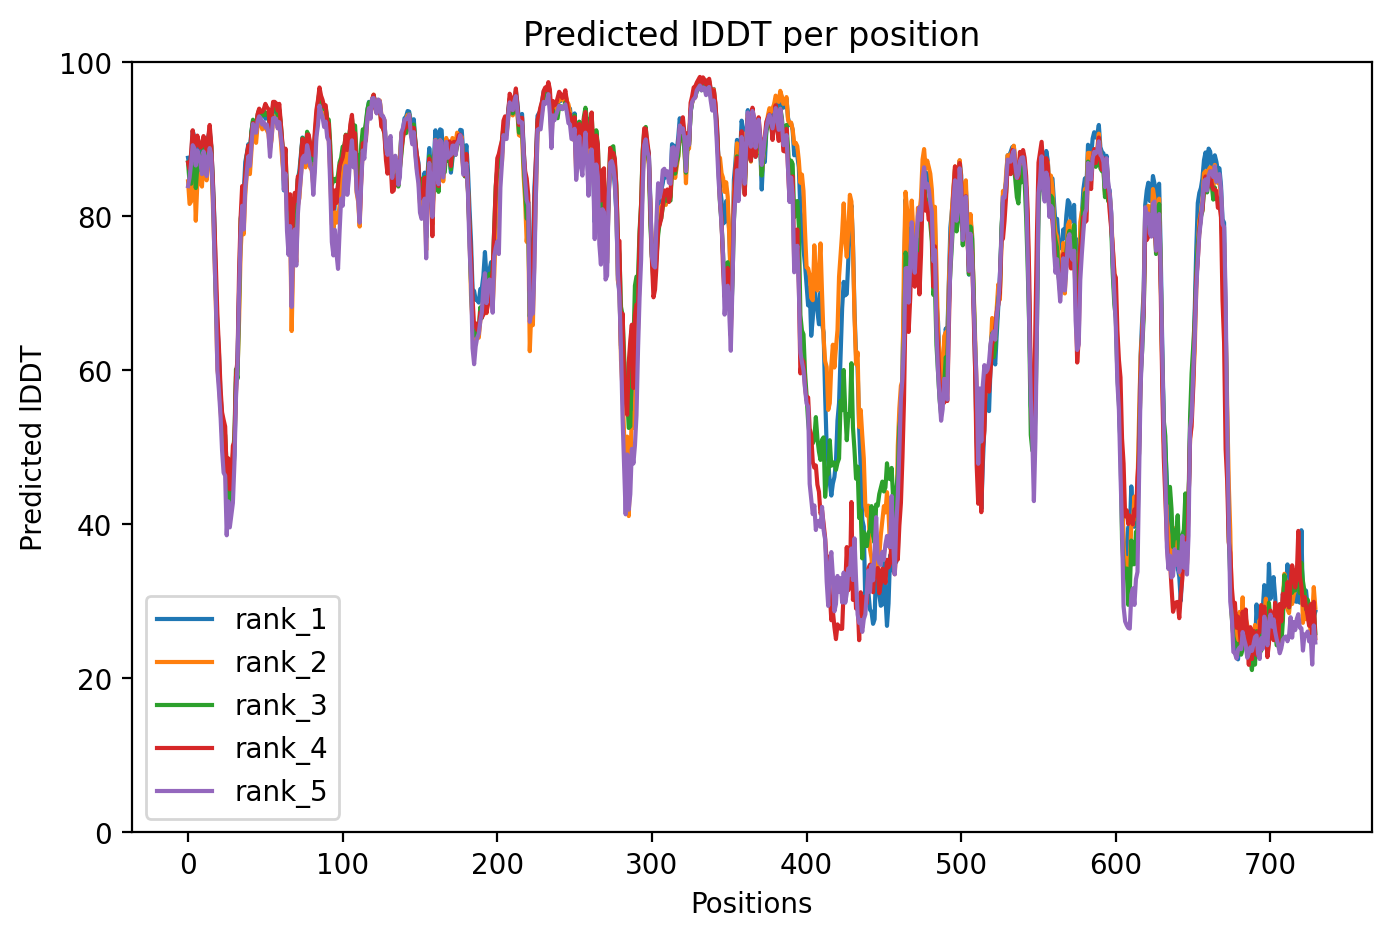 Predicted lDDT per position
100
80
60
40
20
0
Predicted lDDT
rank_1
rank_2
rank_3
rank_4
rank_5
0 100 200 300 400 500 600 700
Positions